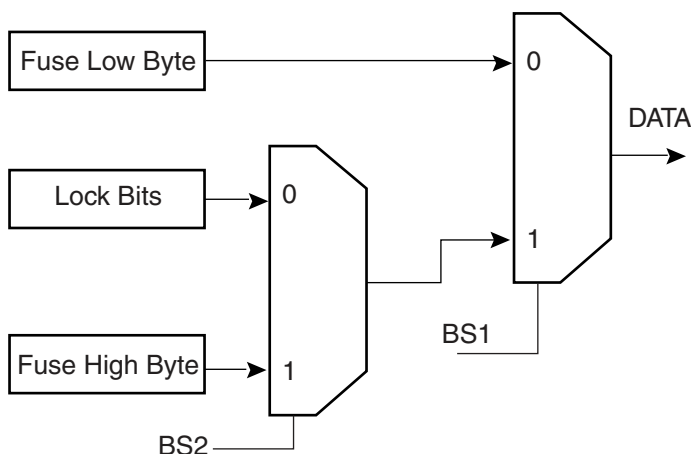 Fuse Low Byte
0
DATA
Lock Bits
0
1
BS1
Fuse High Byte
1
BS2